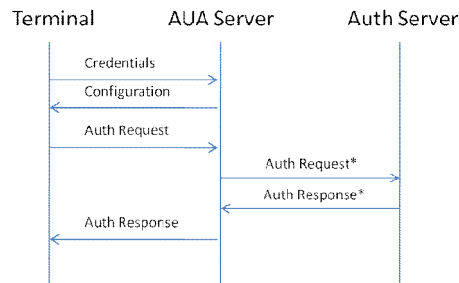 Terminal AUA Server Auth Server
Credentials
Configuration
Auth Request
Auth Request*
Auth Response*
Auth Response